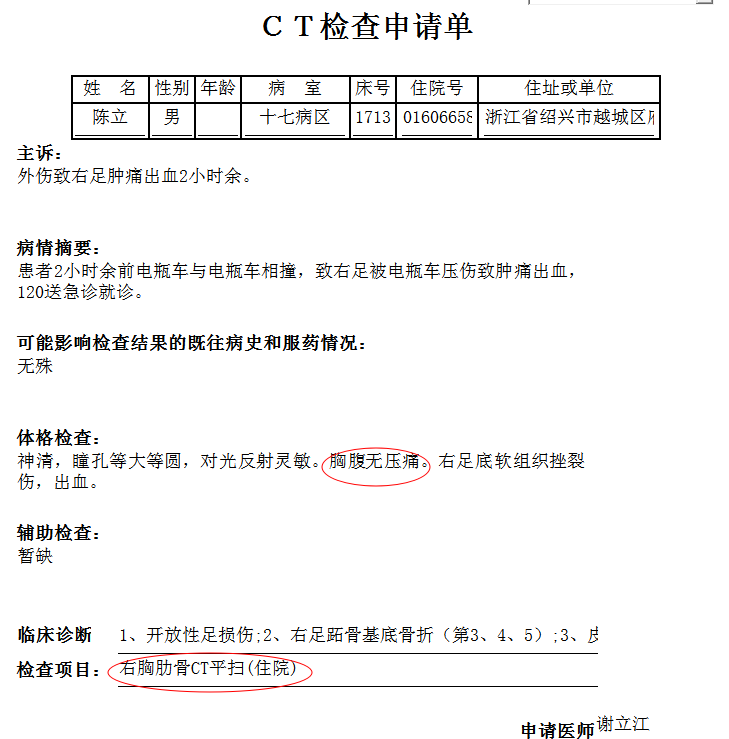 CT检查申请单
姓 名 性别 年龄 病 室 床号 住院号 住址或单位
陈立 男 十七病区 1713 01606658 浙江省绍兴市越城区
主诉：
外伤致右足肿痛出血2小时余。
病情摘要：
患者2小时余前电瓶车与电瓶车相撞，致右足被电瓶车压伤致肿痛出血，
120送急诊就诊。
可能影响检查结果的既往病史和服药情况：
无殊
体格检查：
神清，瞳孔等大等圆，对光反射灵敏。胸腹无压痛。右足底软组织挫裂
伤，出血。
辅助检查：
暂缺
临床诊断 1、开放性足损伤;2、右足跖骨基底骨折（第3、4、5）;3、
检查项目：右胸肋骨CT平扫(住院)
申请医师 谢立江